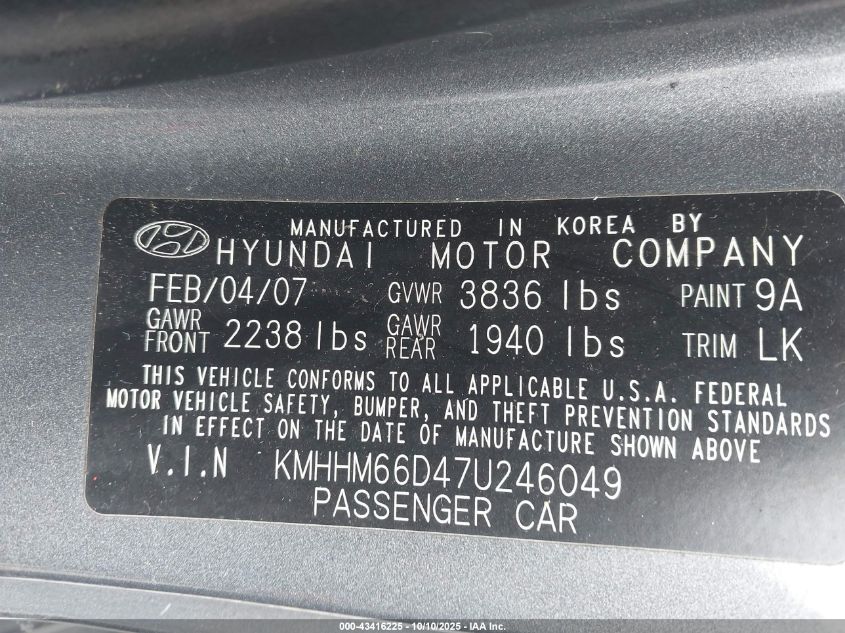 MANUFACTURED IN KOREA BY
HYUNDAI MOTOR COMPANY
FEB/04/07 GVWR 3836 lbs PAINT 9A
GAWR FRONT 2238 lbs GAWR REAR 1940 lbs TRIM LK
THIS VEHICLE CONFORMS TO ALL APPLICABLE U.S.A. FEDERAL
MOTOR VEHICLE SAFETY, BUMPER, AND THEFT PREVENTION STANDARDS
IN EFFECT ON THE DATE OF MANUFACTURE SHOWN ABOVE
V.I.N KMHHM66D47U246049
PASSENGER CAR
000-43416225 - 10/10/2025 - IAA Inc.